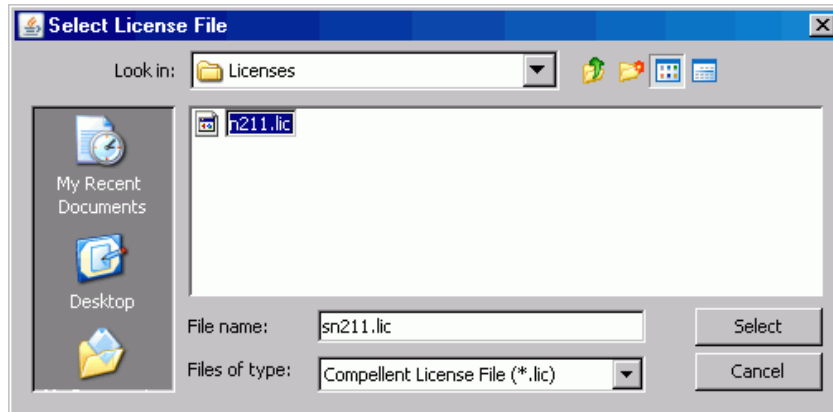 Select License File
Look in:
Licenses
n211.lic
My Recent
Documents
Desktop
File name:
sn211.lic
Select
Files of type:
Compellent License File (*.lic)
Cancel